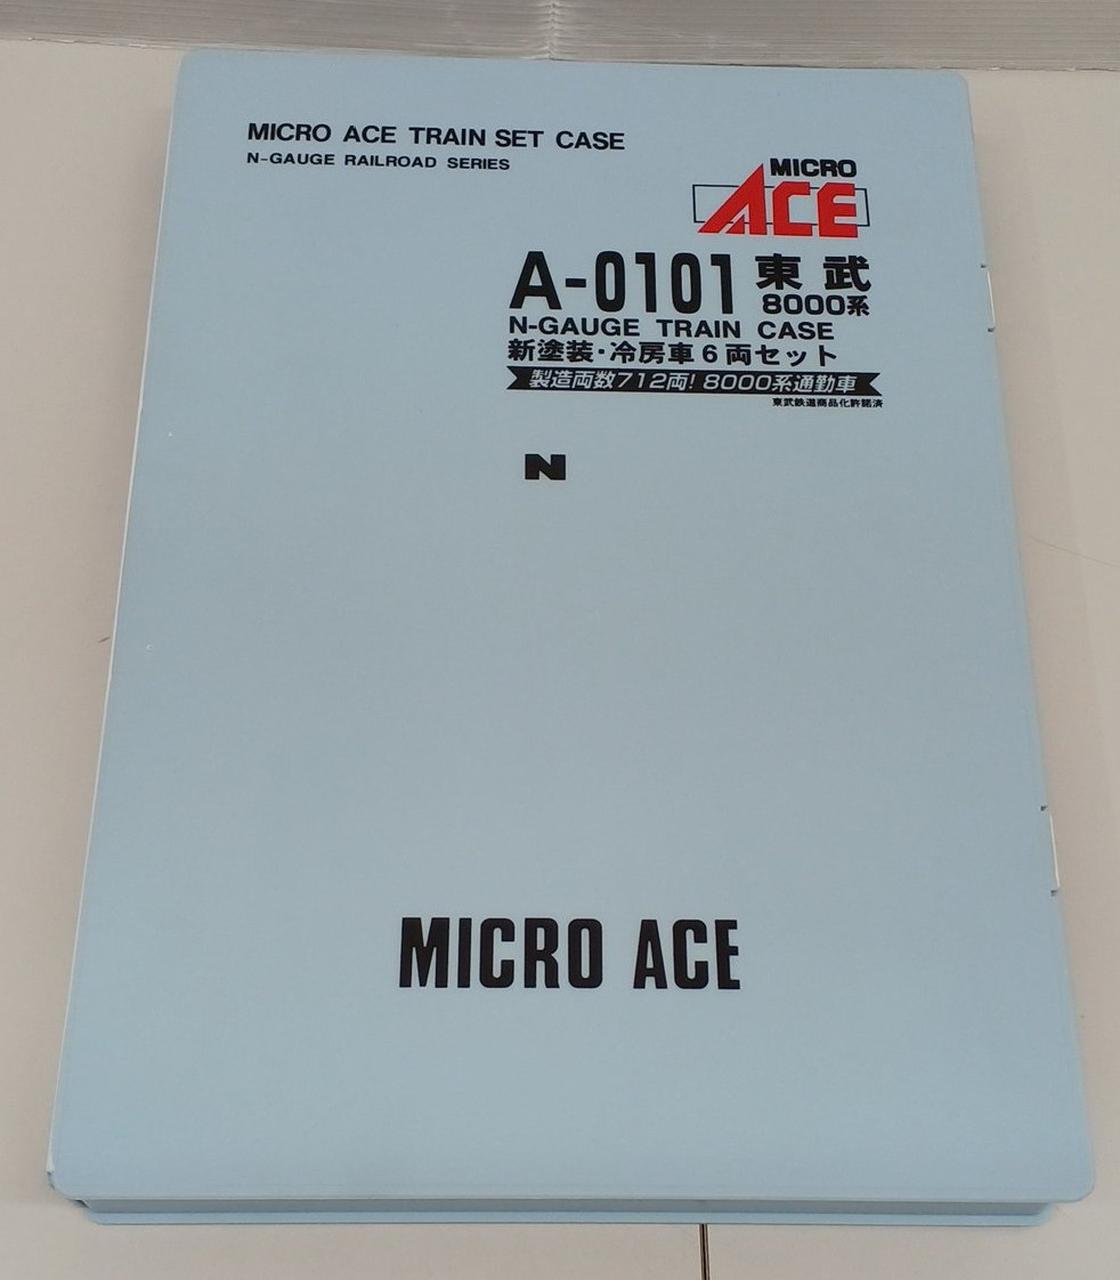 MICRO ACE TRAIN SET CASE
N-GAUGE RAILROAD SERIES
MICRO
ACE
A-0101 東武
8000系
N-GAUGE TRAIN CASE
新塗装・冷房車6両セット
製造両数712両! 8000系通勤車
東武鉄道商品化許諾済
N
MICRO ACE